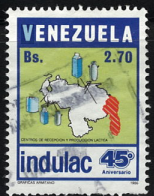 VENEZUELA
Bs. 2.70
CENTROS DE RECEPCION Y PRODUCCION LACTEA
indulac 45º
Aniversario
GRAFICAS ARMITANO 1986